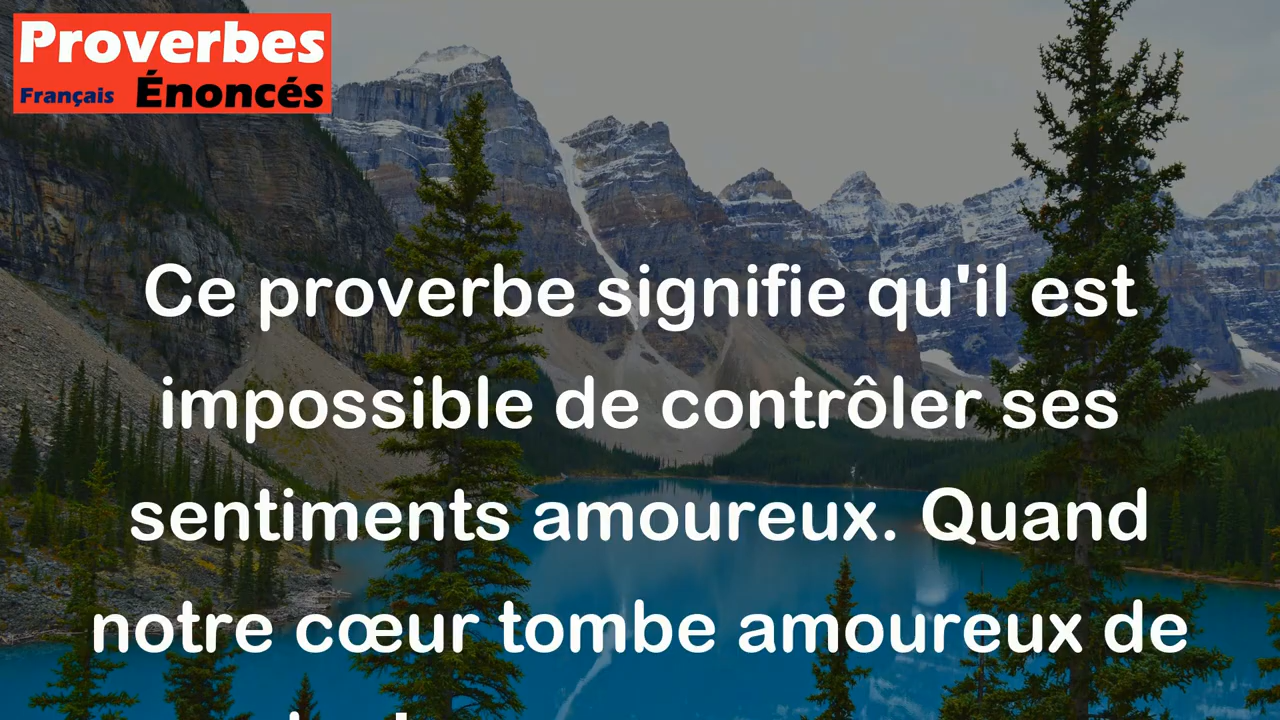 Proverbes
Français Énoncés
Ce proverbe signifie qu'il est
impossible de contrôler ses
sentiments amoureux. Quand
notre cœur tombe amoureux de